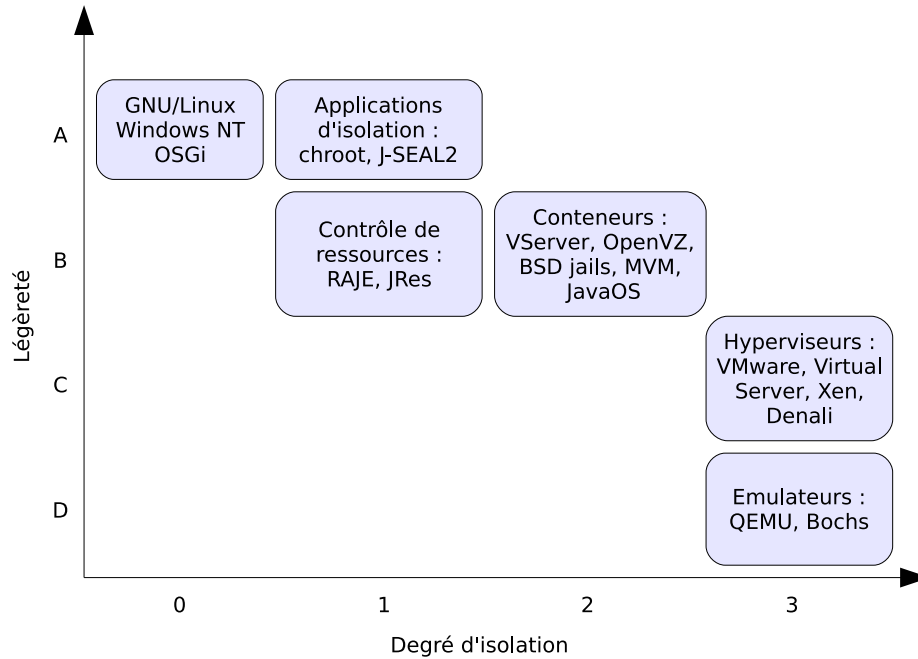 GNU/Linux
Windows NT
OSGi
Applications
d'isolation :
chroot, J-SEAL2
A
Contrôle de
ressources :
RAJE, JRes
Conteneurs :
VServer, OpenVZ,
BSD jails, MVM,
JavaOS
B
Légèreté
Hyperviseurs :
VMware, Virtual
Server, Xen,
Denali
C
Emulateurs :
QEMU, Bochs
D
0
1
2
3
Degré d'isolation